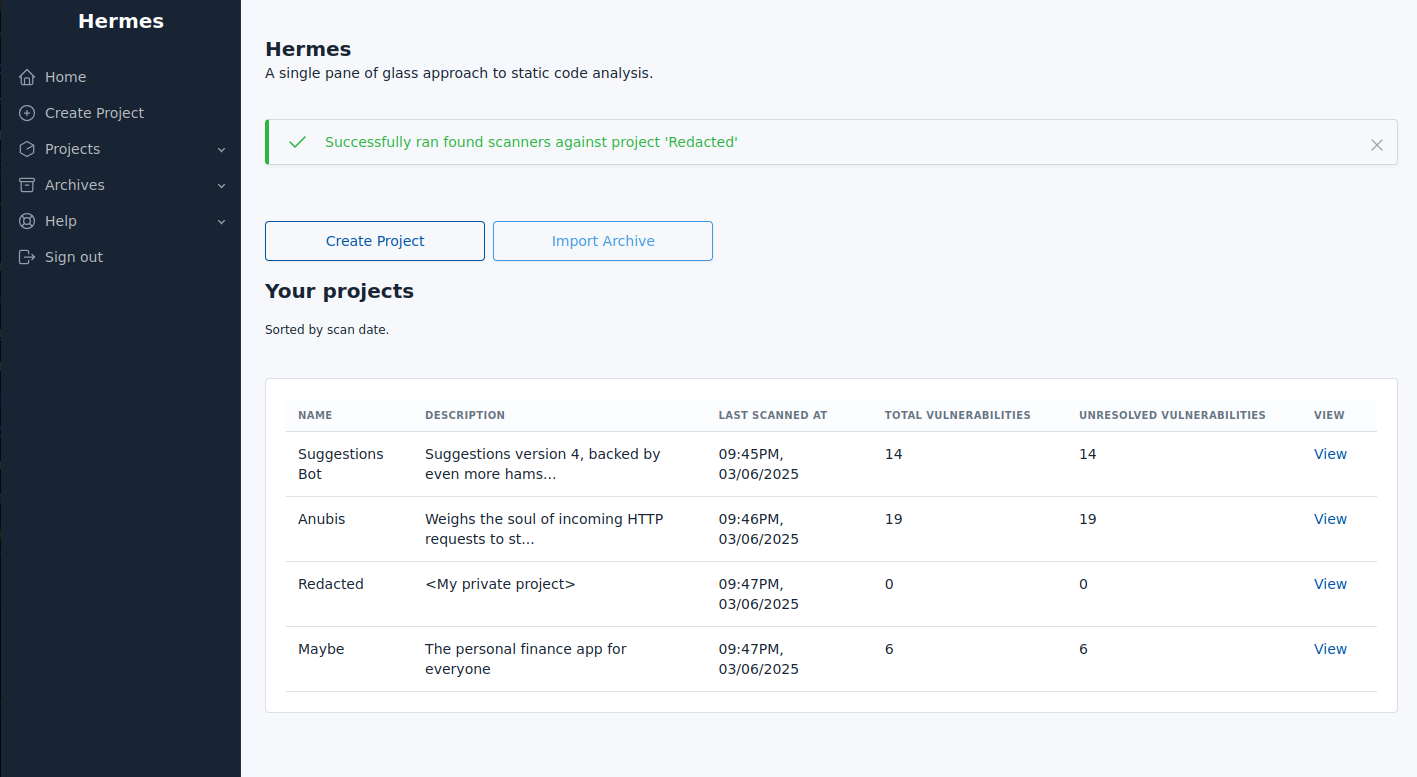 Hermes
Home
Create Project
Projects
Archives
Help
Sign out
Hermes
A single pane of glass approach to static code analysis.
Successfully ran found scanners against project 'Redacted'
Create Project
Import Archive
Your projects
Sorted by scan date.
NAME DESCRIPTION LAST SCANNED AT TOTAL VULNERABILITIES UNRESOLVED VULNERABILITIES VIEW
Suggestions Suggestions version 4, backed by 09:45PM, 14 14 View
Bot even more hams... 03/06/2025
Anubis Weighs the soul of incoming HTTP 09:46PM, 19 19 View
requests to st... 03/06/2025
Redacted <My private project> 09:47PM, 0 0 View
03/06/2025
Maybe The personal finance app for 09:47PM, 6 6 View
everyone 03/06/2025